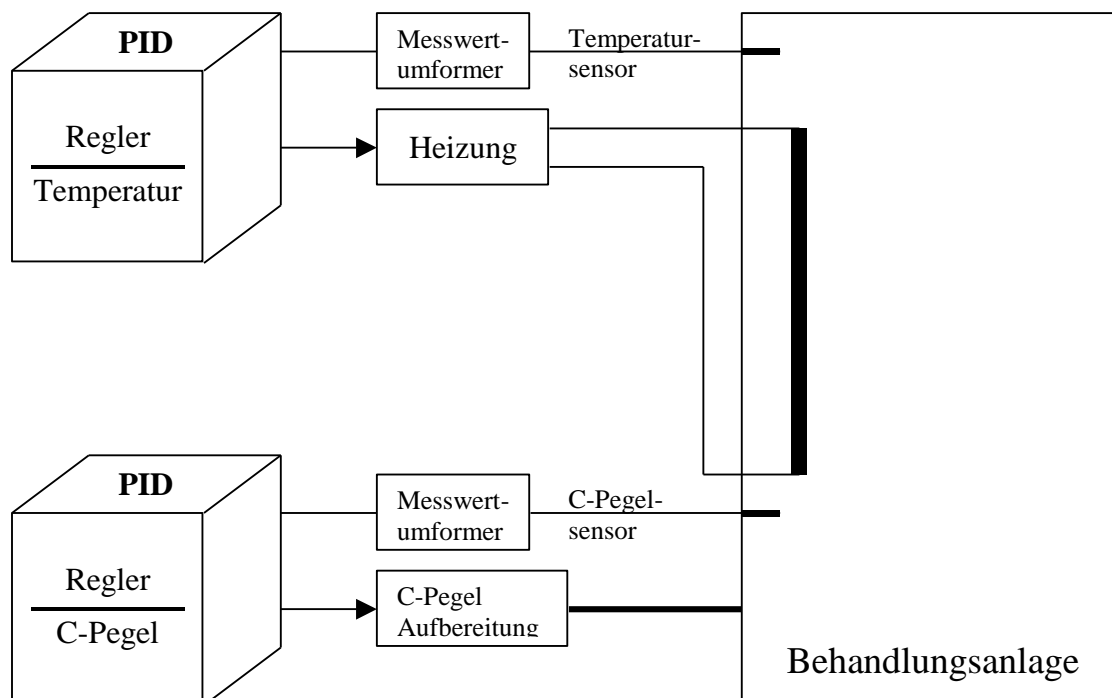 PID
Regler
Temperatur
Messwert-
umformer
Temperatur-
sensor
Heizung
PID
Regler
C-Pegel
Messwert-
umformer
C-Pegel-
sensor
C-Pegel
Aufbereitung
Behandlungsanlage